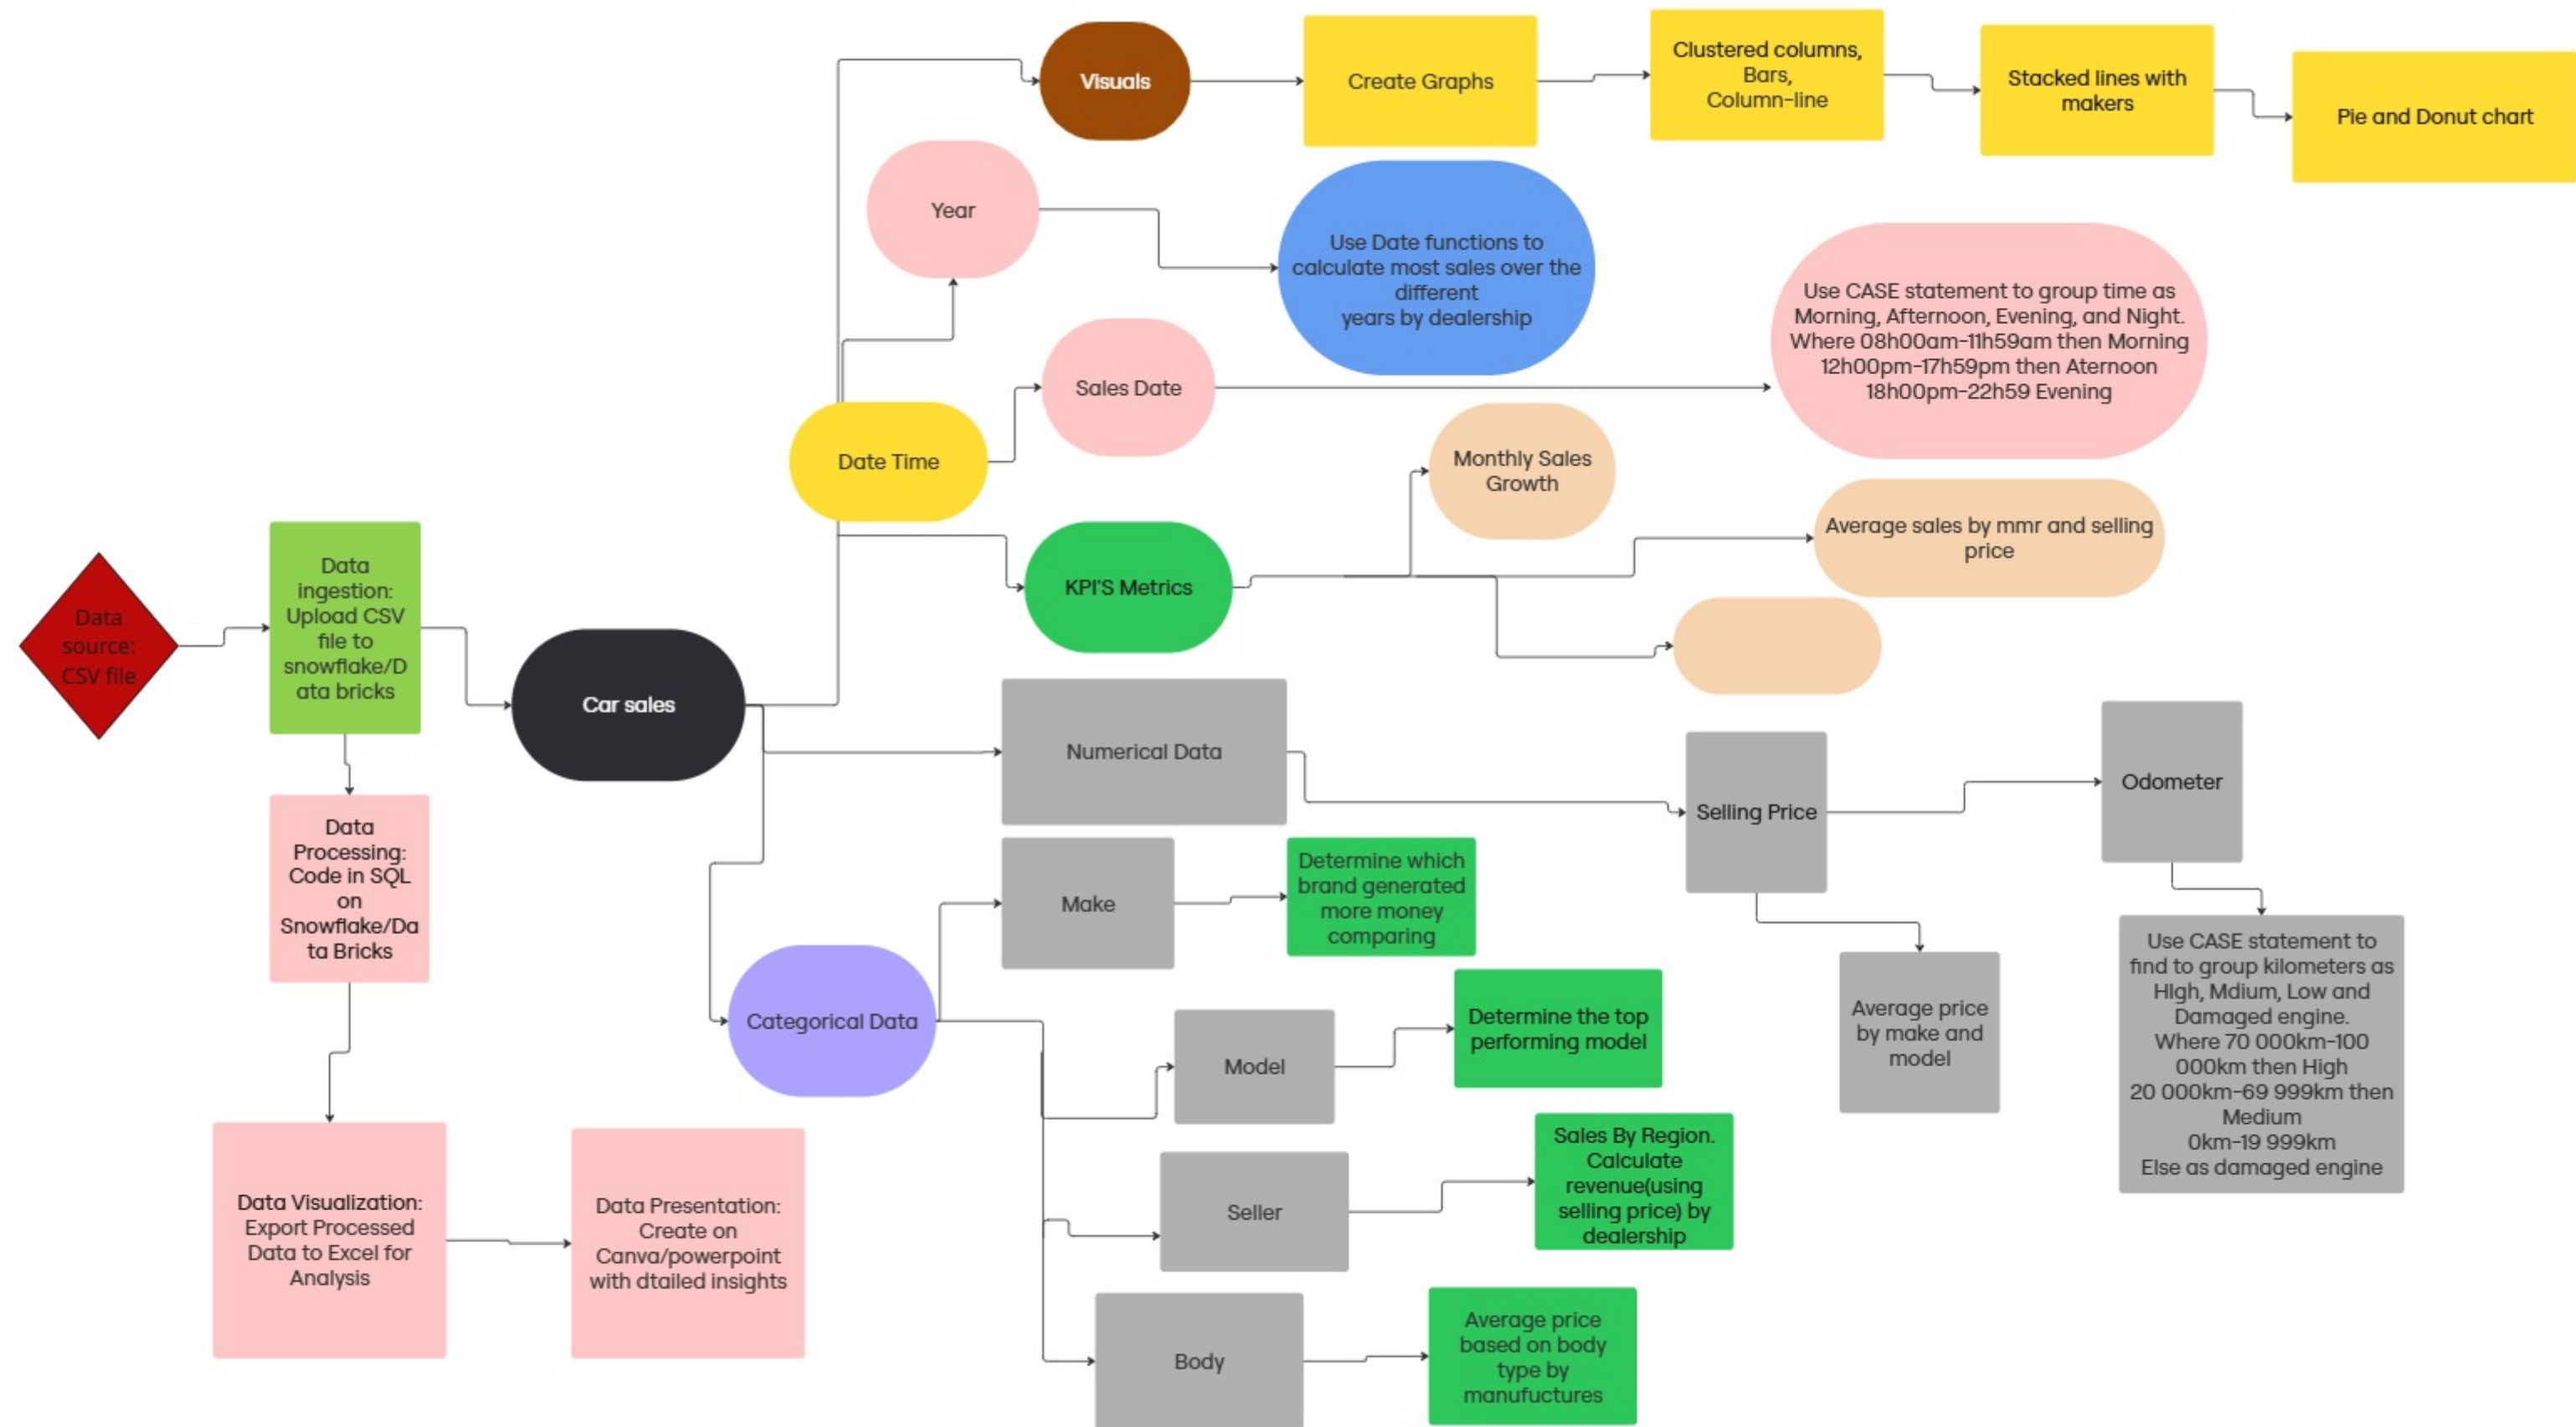 Visuals
Create Graphs
Clustered columns,
Bars,
Column-line
Stacked lines with
makers
Pie and Donut chart
Year
Use Date functions to
calculate most sales over the
different
years by dealership
Sales Date
Use CASE statement to group time as
Morning, Afternoon, Evening, and Night.
Where 08h00am-11h59am then Morning
12h00pm-17h59pm then Aternoon
18h00pm-22h59 Evening
Date Time
Monthly Sales
Growth
Average sales by mmr and selling
price
KPI'S Metrics
Data
source:
CSV file
Data
ingestion:
Upload CSV
file to
snowflake/D
ata bricks
Car sales
Numerical Data
Selling Price
Odometer
Data
Processing:
Code in SQL
on
Snowflake/Da
ta Bricks
Make
Determine which
brand generated
more money
comparing
Categorical Data
Model
Determine the top
performing model
Average price
by make and
model
Use CASE statement to
find to group kilometers as
HIgh, Mdium, Low and
Damaged engine.
Where 70 000km-100
000km then High
20 000km-69 999km then
Medium
0km-19 999km
Else as damaged engine
Seller
Sales By Region.
Calculate
revenue(using
selling price) by
dealership
Data Visualization:
Export Processed
Data to Excel for
Analysis
Data Presentation:
Create on
Canva/powerpoint
with dtailed insights
Body
Average price
based on body
type by
manufuctures